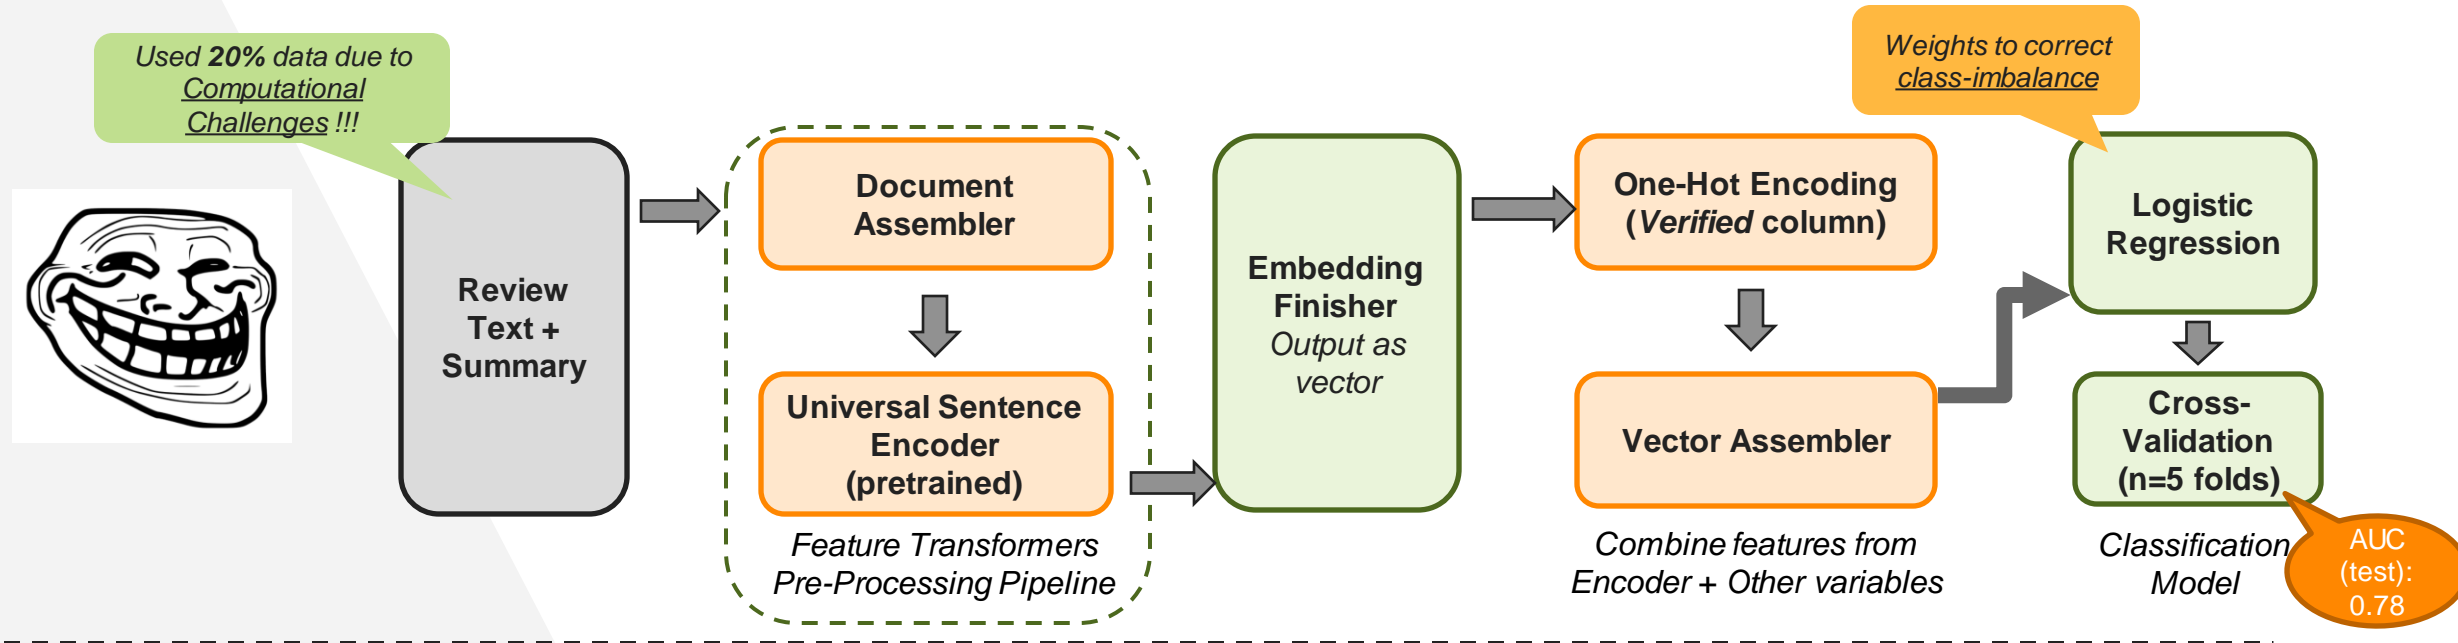 Used 20% data due to
Computational
Challenges !!!
Review
Text +
Summary
Document
Assembler
Universal Sentence
Encoder
(pretrained)
Feature Transformers
Pre-Processing Pipeline
Embedding
Finisher
Output as
vector
One-Hot Encoding
(Verified column)
Vector Assembler
Combine features from
Encoder + Other variables
Weights to correct
class-imbalance
Logistic
Regression
Cross-
Validation
(n=5 folds)
Classification
Model
AUC
(test):
0.78